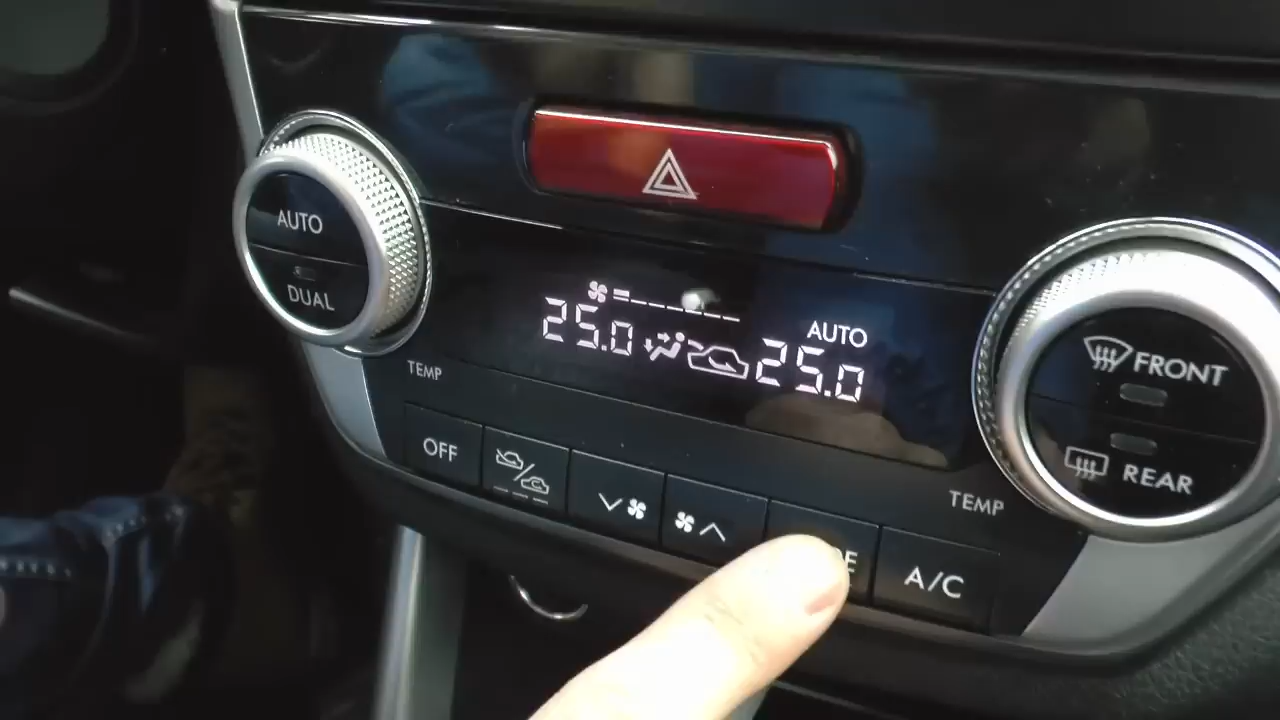 AUTO
DUAL
AUTO
25.0 25.0
FRONT
REAR
TEMP
TEMP
OFF
E
A/C